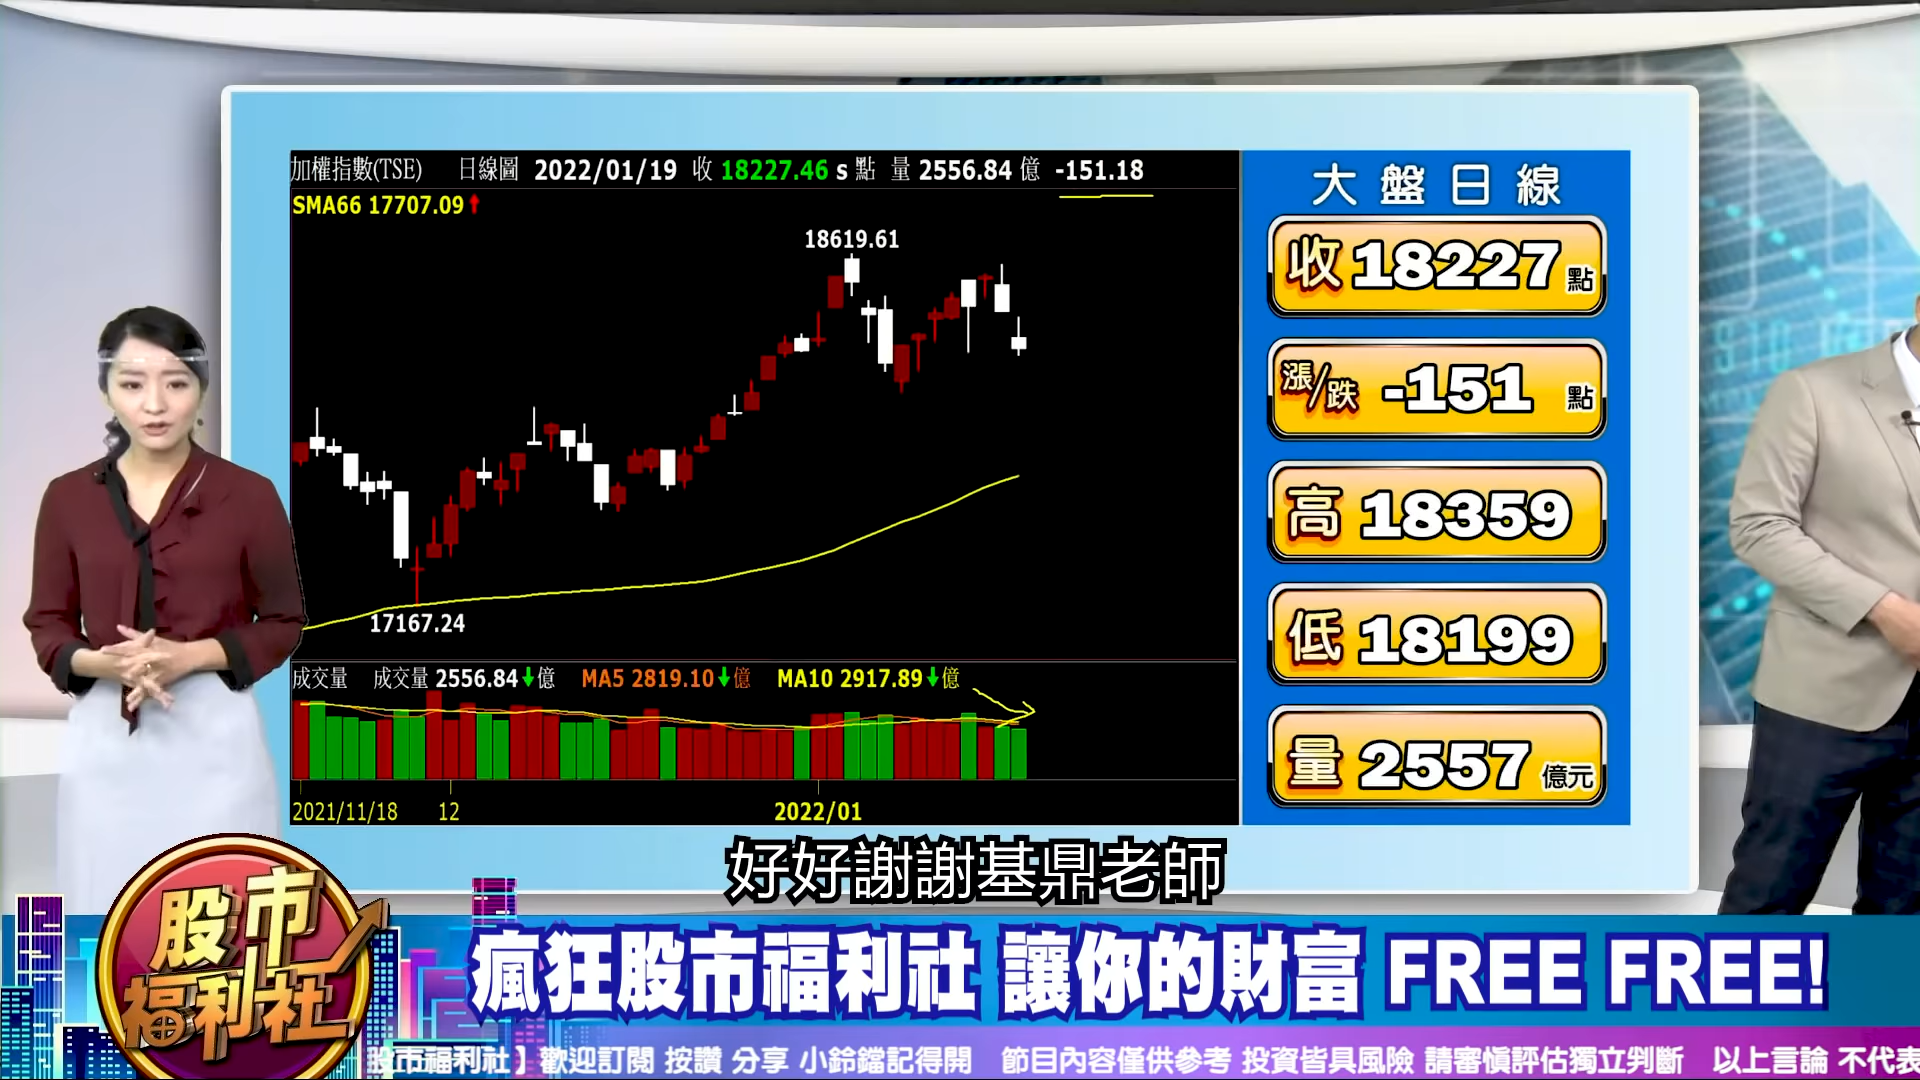 加權指數(TSE) 日線圖 2022/01/19 收 18227.46 s 點 量 2556.84 億 -151.18
SMA66 17707.09↑
18619.61
17167.24
成交量 成交量 2556.84↓億 MA5 2819.10↓億 MA10 2917.89↓億
2021/11/18 12 2022/01
大盤日線
收 18227 點
漲/跌 -151 點
高 18359
低 18199
量 2557 億元
好好謝謝基鼎老師
股市
福利社
瘋狂股市福利社 讓你的財富 FREE FREE!
股市福利社】歡迎訂閱 按讚 分享 小鈴鐺記得開 節目內容僅供參考 投資皆具風險 請審慎評估獨立判斷 以上言論 不代表